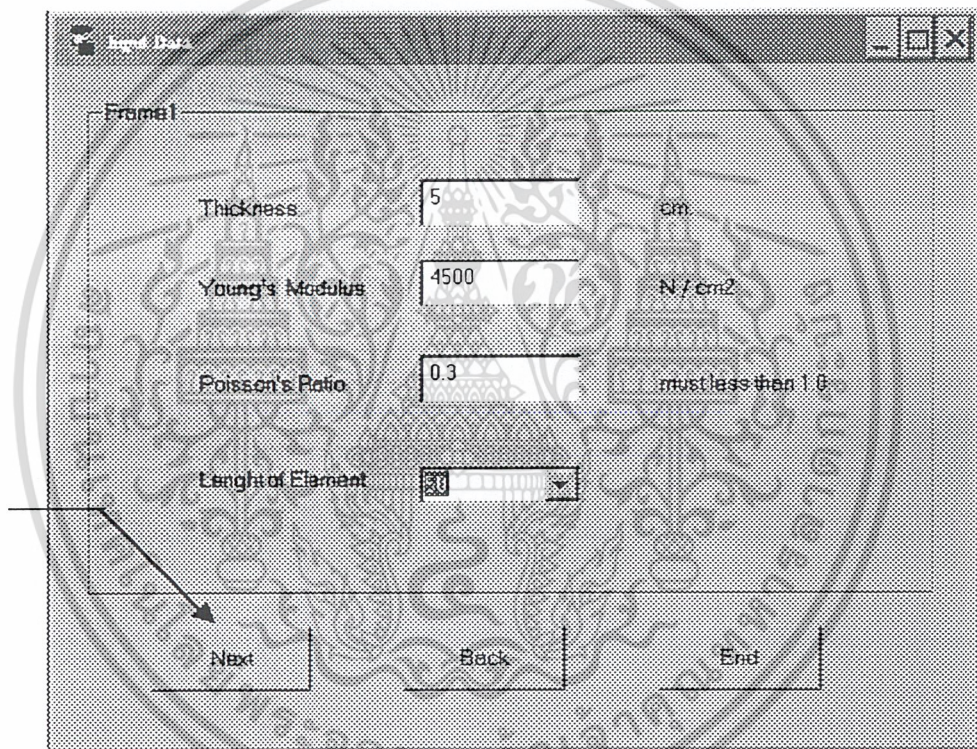 Input Data
Frame1
Thickness 5 cm.
Young's Modulus 4500 N / cm2
Poisson's Ratio 0.3 must less than 1.0
Lenght of Element 30
Next Back End